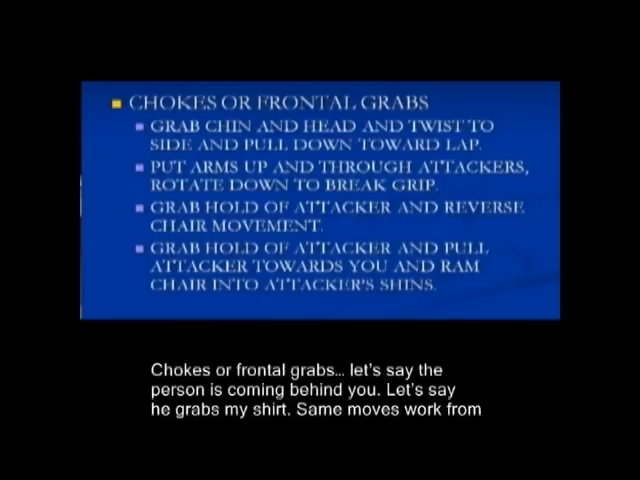 CHOKES OR FRONTAL GRABS
GRAB CHIN AND HEAD AND TWIST TO
SIDE AND PULL DOWN TOWARD LAP.
PUT ARMS UP AND THROUGH ATTACKERS,
ROTATE DOWN TO BREAK GRIP.
GRAB HOLD OF ATTACKER AND REVERSE
CHAIR MOVEMENT.
GRAB HOLD OF ATTACKER AND PULL
ATTACKER TOWARDS YOU AND RAM
CHAIR INTO ATTACKER'S SHINS.
Chokes or frontal grabs... let's say the
person is coming behind you. Let's say
he grabs my shirt. Same moves work from